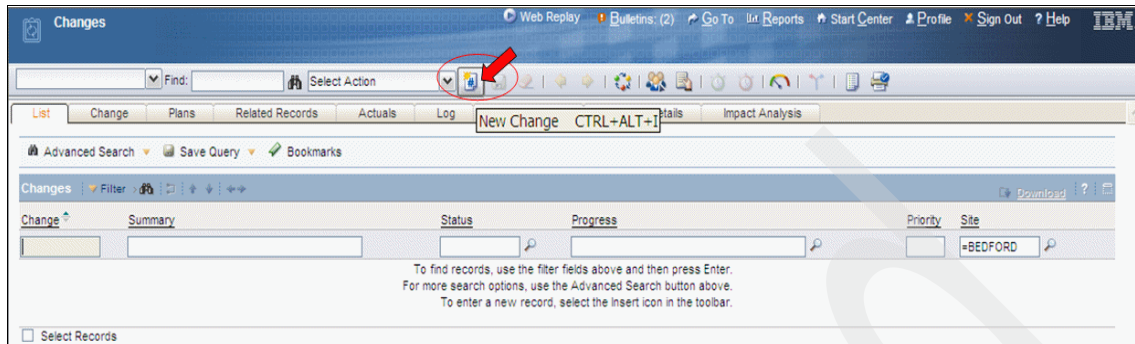 Changes
Web Replay Bulletins: (2) Go To Reports Start Center Profile Sign Out ? Help IBM
Find: Select Action
List Change Plans Related Records Actuals Log etails Impact Analysis
New Change CTRL+ALT+I
Advanced Search Save Query Bookmarks
Changes Filter Download ?
Change Summary Status Progress Priority Site
=BEDFORD
To find records, use the filter fields above and then press Enter.
For more search options, use the Advanced Search button above.
To enter a new record, select the Insert icon in the toolbar.
Select Records